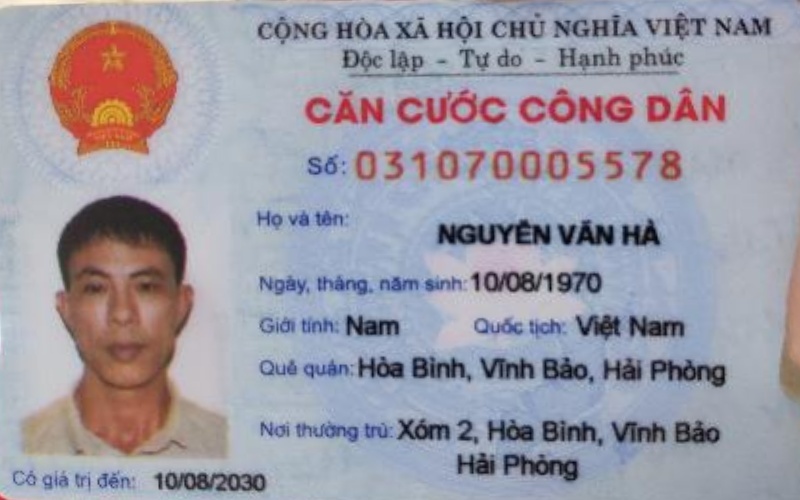 CỘNG HÒA XÃ HỘI CHỦ NGHĨA VIỆT NAM
Độc lập - Tự do - Hạnh phúc
CĂN CƯỚC CÔNG DÂN
Số: 031070005578
Họ và tên:
NGUYỄN VĂN HÀ
Ngày, tháng, năm sinh: 10/08/1970
Giới tính: Nam Quốc tịch: Việt Nam
Quê quán: Hòa Bình, Vĩnh Bảo, Hải Phòng
Nơi thường trú: Xóm 2, Hòa Bình, Vĩnh Bảo
Hải Phòng
Có giá trị đến: 10/08/2030